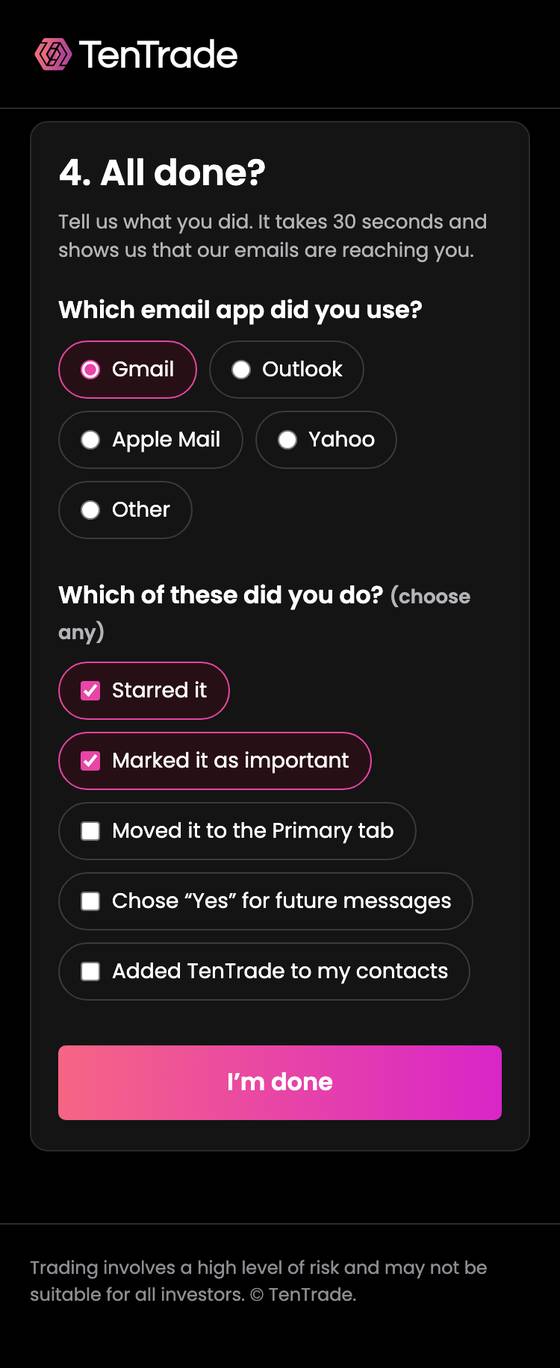 TenTrade
4. All done?
Tell us what you did. It takes 30 seconds and
shows us that our emails are reaching you.
Which email app did you use?
Gmail
Outlook
Apple Mail
Yahoo
Other
Which of these did you do? (choose
any)
Starred it
Marked it as important
Moved it to the Primary tab
Chose “Yes” for future messages
Added TenTrade to my contacts
I’m done
Trading involves a high level of risk and may not be
suitable for all investors. © TenTrade.